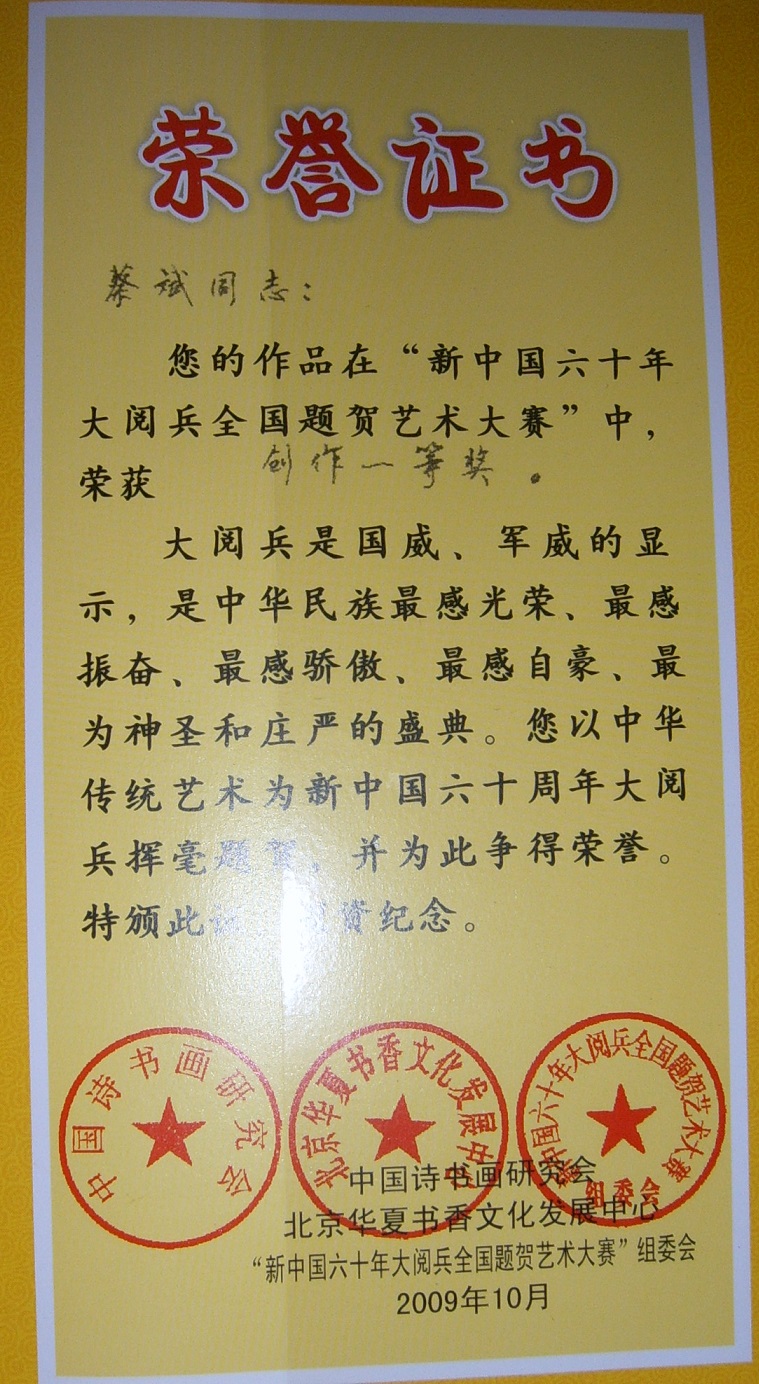 荣誉证书
蔡斌同志：
您的作品在“新中国六十年
大阅兵全国题贺艺术大赛”中，
荣获 创作一等奖。
大阅兵是国威、军威的显
示，是中华民族最感光荣、最感
振奋、最感骄傲、最感自豪、最
为神圣和庄严的盛典。您以中华
传统艺术为新中国六十周年大阅
兵挥毫题贺，并为此争得荣誉。
特颁此证，资纪念。
中国诗书画研究会
北京华夏书香文化发展中心
新中国六十年大阅兵全国题贺艺术大赛
组委会
中国诗书画研究会
北京华夏书香文化发展中心
“新中国六十年大阅兵全国题贺艺术大赛”组委会
2009年10月